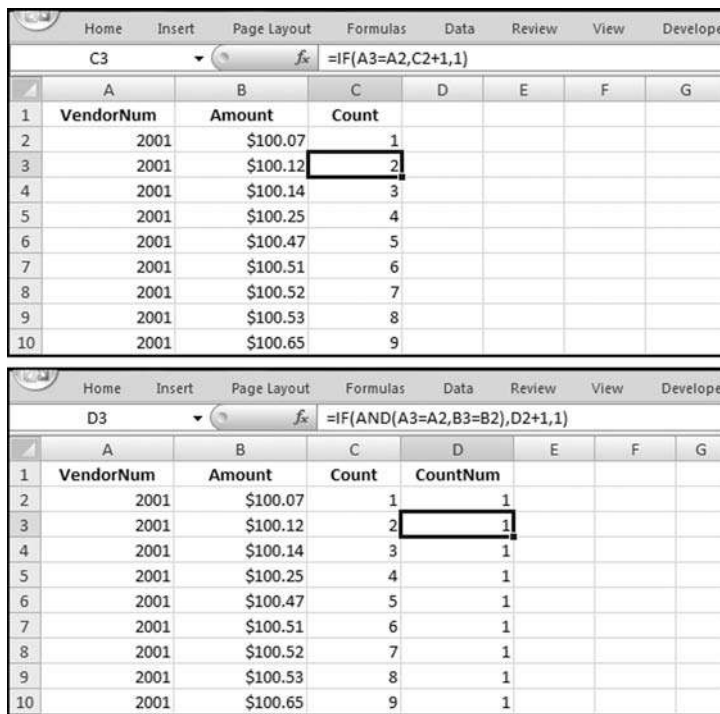 Home Insert Page Layout Formulas Data Review View Develope
C3 fx =IF(A3=A2,C2+1,1)
A B C D E F G
1 VendorNum Amount Count
2 2001 $100.07 1
3 2001 $100.12 2
4 2001 $100.14 3
5 2001 $100.25 4
6 2001 $100.47 5
7 2001 $100.51 6
8 2001 $100.52 7
9 2001 $100.53 8
10 2001 $100.65 9
Home Insert Page Layout Formulas Data Review View Develope
D3 fx =IF(AND(A3=A2,B3=B2),D2+1,1)
A B C D E F G
1 VendorNum Amount Count CountNum
2 2001 $100.07 1 1
3 2001 $100.12 2 1
4 2001 $100.14 3 1
5 2001 $100.25 4 1
6 2001 $100.47 5 1
7 2001 $100.51 6 1
8 2001 $100.52 7 1
9 2001 $100.53 8 1
10 2001 $100.65 9 1